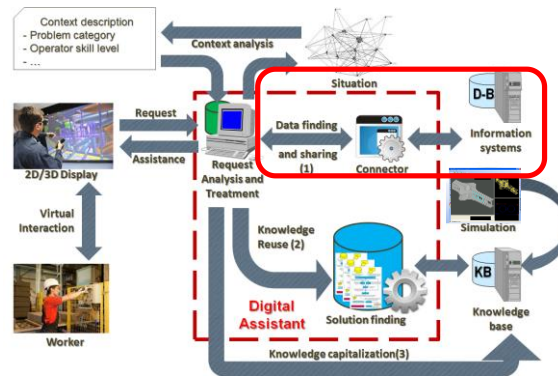 Context description
- Problem category
- Operator skill level
- ...
Context analysis
Situation
D-B
Information
systems
Request
Assistance
2D/3D Display
Request
Analysis and
Treatment
Data finding
and sharing
(1)
Connector
Simulation
Virtual
Interaction
Knowledge
Reuse (2)
Digital
Assistant
Solution finding
KB
Knowledge
base
Worker
Knowledge capitalization(3)